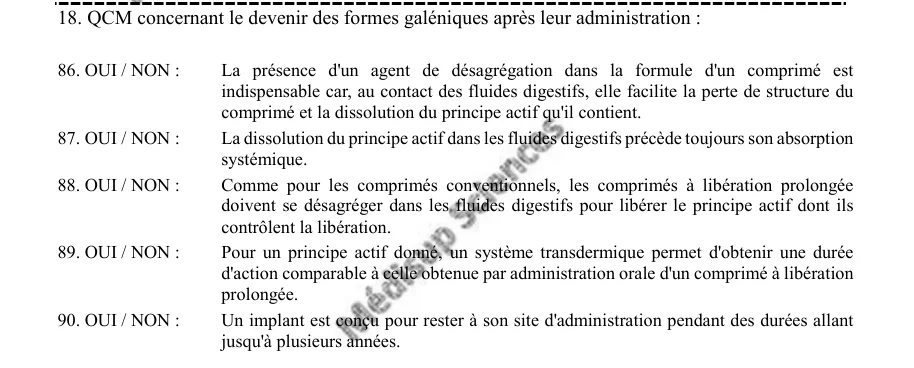 18. QCM concernant le devenir des formes galéniques après leur administration :
86. OUI / NON : La présence d'un agent de désagrégation dans la formule d'un comprimé est
indispensable car, au contact des fluides digestifs, elle facilite la perte de structure du
comprimé et la dissolution du principe actif qu'il contient.
87. OUI / NON : La dissolution du principe actif dans les fluides digestifs précède toujours son absorption
systémique.
88. OUI / NON : Comme pour les comprimés conventionnels, les comprimés à libération prolongée
doivent se désagréger dans les fluides digestifs pour libérer le principe actif dont ils
contrôlent la libération.
89. OUI / NON : Pour un principe actif donné, un système transdermique permet d'obtenir une durée
d'action comparable à celle obtenue par administration orale d'un comprimé à libération
prolongée.
90. OUI / NON : Un implant est conçu pour rester à son site d'administration pendant des durées allant
jusqu'à plusieurs années.
Médisup Sciences